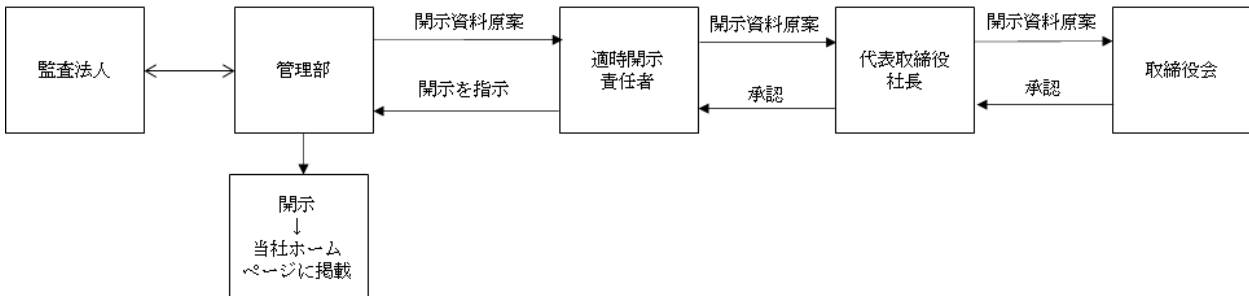 開示資料原案
開示資料原案
開示資料原案
監査法人
管理部
適時開示
責任者
代表取締役
社長
取締役会
開示を指示
承認
承認
開示
↓
当社ホーム
ページに掲載